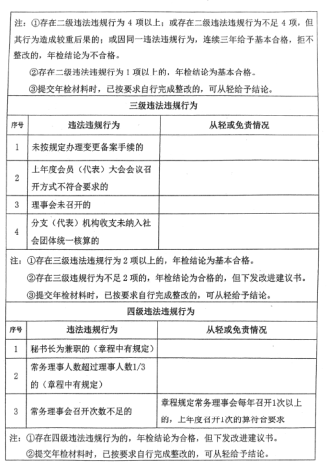 注：①存在二级违法违规行为 4 项以上；或存在二级违法违规行为不足 4 项，但
其行为造成较重后果的；或因同一违法违规行为，连续三年给予基本合格，拒不
整改的，年检结论为不合格。
②存在二级违法违规行为 1 项以上的，年检结论为基本合格。
③提交年检材料时，已按要求自行完成整改的，可从轻给予结论。
三级违法违规行为
序号 违法违规行为 从轻或免责情况
1 未按规定办理变更备案手续的
2 上年度会员（代表）大会会议召
开方式不符合要求的
3 理事会未召开的
4 分支（代表）机构收支未纳入社
会团体统一核算的
注：①存在三级违法违规行为 2 项以上的，年检结论为基本合格。
②存在三级违法违规行为不足 2 项的，年检结论为合格的，但下发改进建议书。
③提交年检材料时，已按要求自行完成整改的，可从轻给予结论。
四级违法违规行为
序号 违法违规行为 从轻或免责情况
1 秘书长为兼职的（章程中有规定）
2 常务理事人数超过理事人数1/3
的（章程中有规定）
3 常务理事会召开次数不足的 章程规定常务理事会每年召开1次以上
的，上年度召开1次的算符合要求
注：①存在四级违法违规行为的，年检结论为合格，但下发改进建议书。
②提交年检材料时，已按要求自行完成整改的，可从轻给予结论。